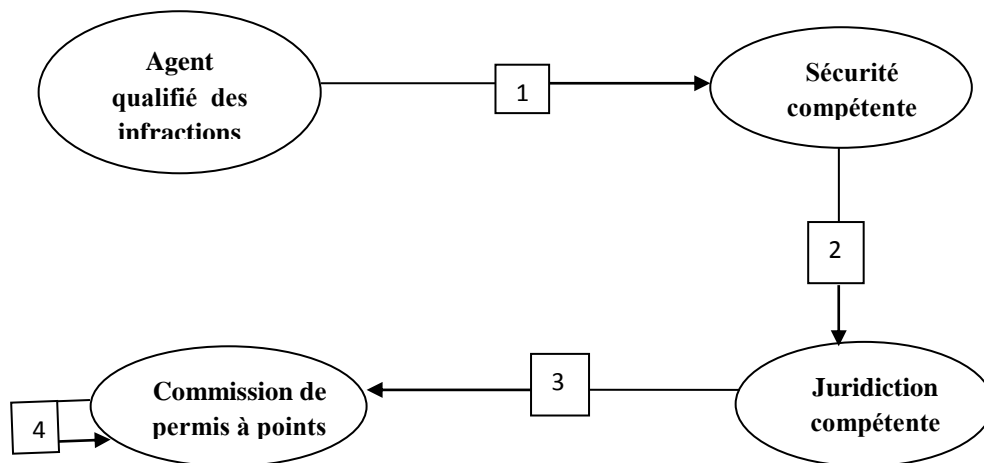 Agent
qualifié des
infractions
1
Sécurité
compétente
2
Juridiction
compétente
3
Commission de
permis à points
4